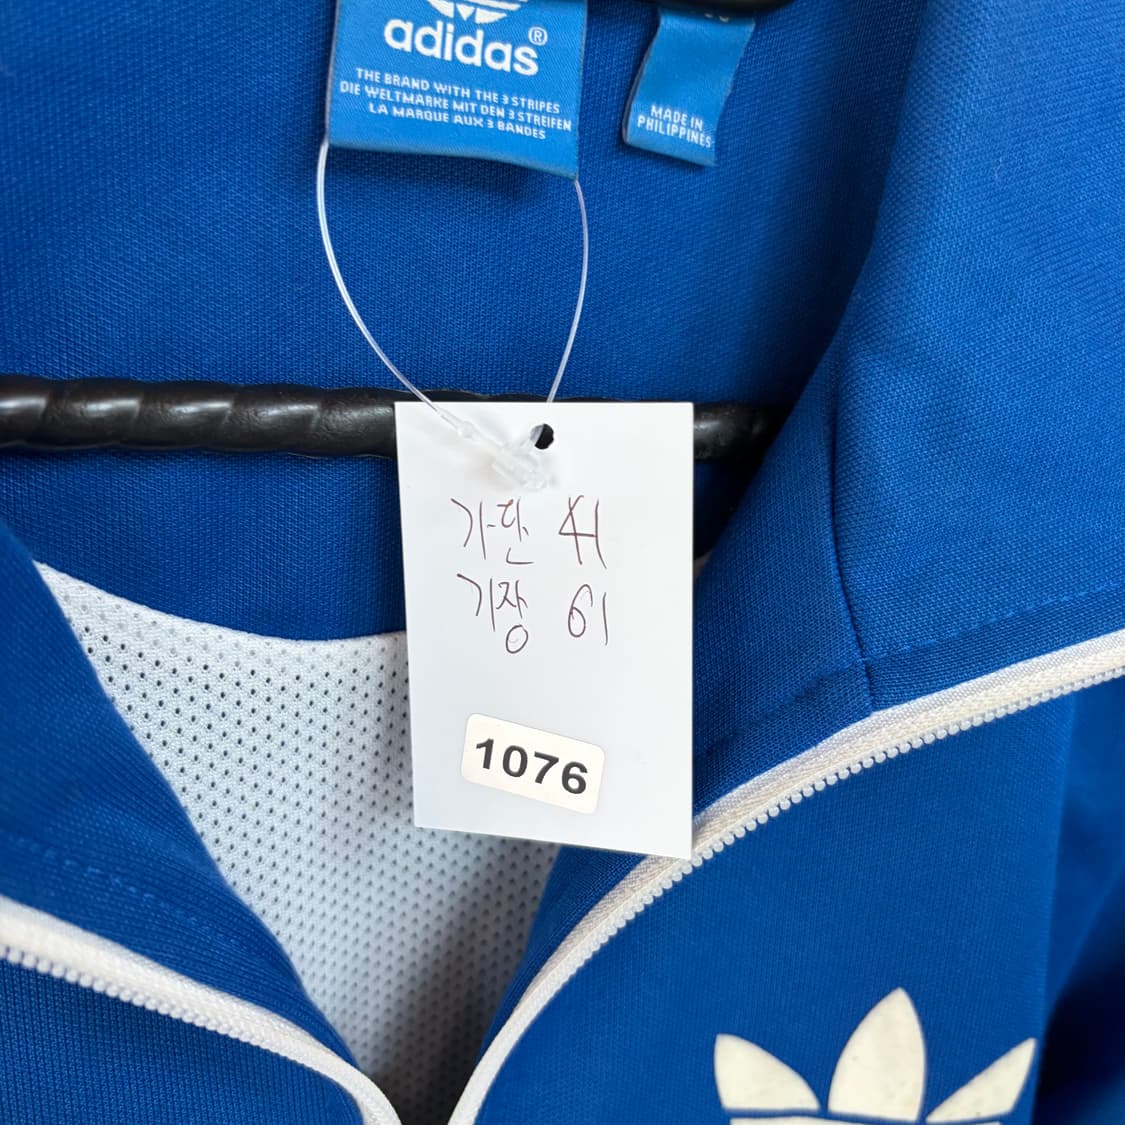 adidas®
THE BRAND WITH THE 3 STRIPES
DIE WELTMARKE MIT DEN 3 STREIFEN
LA MARQUE AUX 3 BANDES
MADE IN
PHILIPPINES
가단 41
기장 61
1076